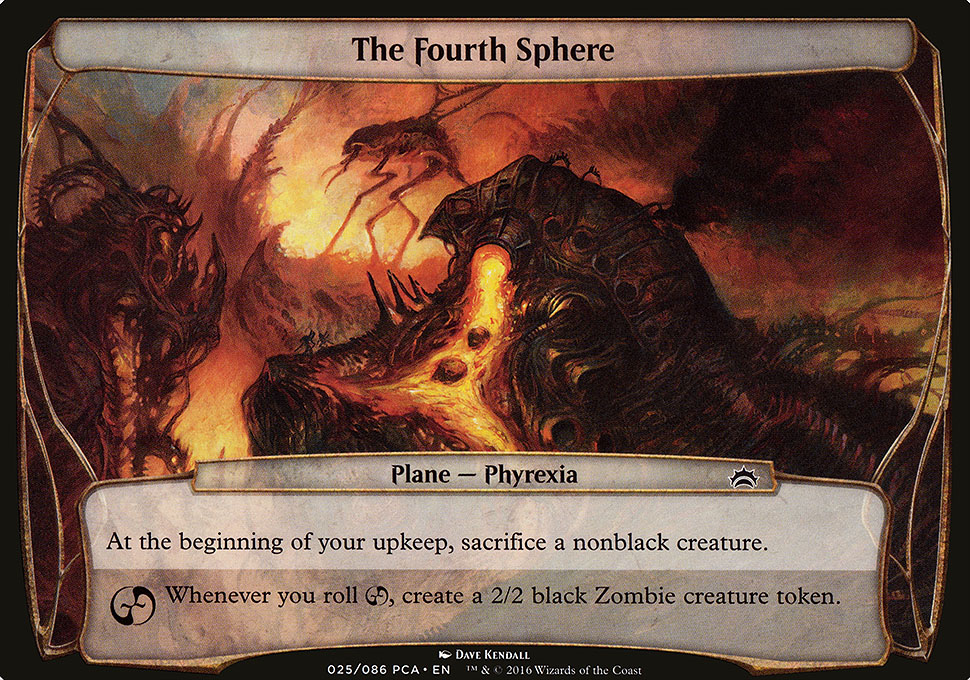 The Fourth Sphere
Plane — Phyrexia
At the beginning of your upkeep, sacrifice a nonblack creature.
Whenever you roll , create a 2/2 black Zombie creature token.
Dave Kendall
025/086 PCA • EN ™ & © 2016 Wizards of the Coast